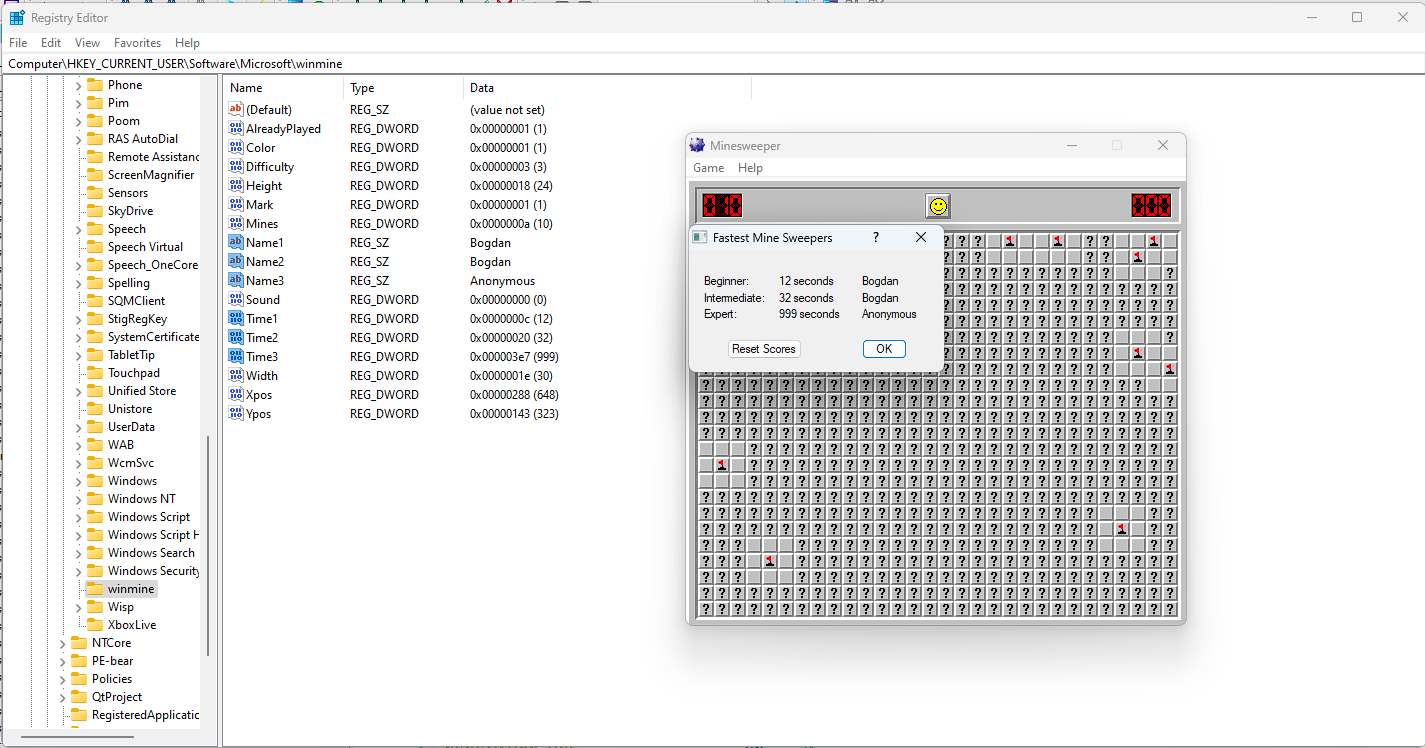 Registry Editor
File Edit View Favorites Help
Computer\HKEY_CURRENT_USER\Software\Microsoft\winmine
Phone
Pim
Poom
RAS AutoDial
Remote Assistanc
ScreenMagnifier
Sensors
SkyDrive
Speech
Speech Virtual
Speech_OneCore
Spelling
SQMClient
StigRegKey
SystemCertificate
TabletTip
Touchpad
Unified Store
Unistore
UserData
WAB
WcmSvc
Windows
Windows NT
Windows Script
Windows Script H
Windows Search
Windows Security
winmine
Wisp
XboxLive
NTCore
PE-bear
Policies
QtProject
RegisteredApplicatic
Name Type Data
(Default) REG_SZ (value not set)
AlreadyPlayed REG_DWORD 0x00000001 (1)
Color REG_DWORD 0x00000001 (1)
Difficulty REG_DWORD 0x00000003 (3)
Height REG_DWORD 0x00000018 (24)
Mark REG_DWORD 0x00000001 (1)
Mines REG_DWORD 0x0000000a (10)
Name1 REG_SZ Bogdan
Name2 REG_SZ Bogdan
Name3 REG_SZ Anonymous
Sound REG_DWORD 0x00000000 (0)
Time1 REG_DWORD 0x0000000c (12)
Time2 REG_DWORD 0x00000020 (32)
Time3 REG_DWORD 0x000003e7 (999)
Width REG_DWORD 0x0000001e (30)
Xpos REG_DWORD 0x00000288 (648)
Ypos REG_DWORD 0x00000143 (323)
Minesweeper
Game Help
Fastest Mine Sweepers ?
Beginner: 12 seconds Bogdan
Intermediate: 32 seconds Bogdan
Expert: 999 seconds Anonymous
Reset Scores OK